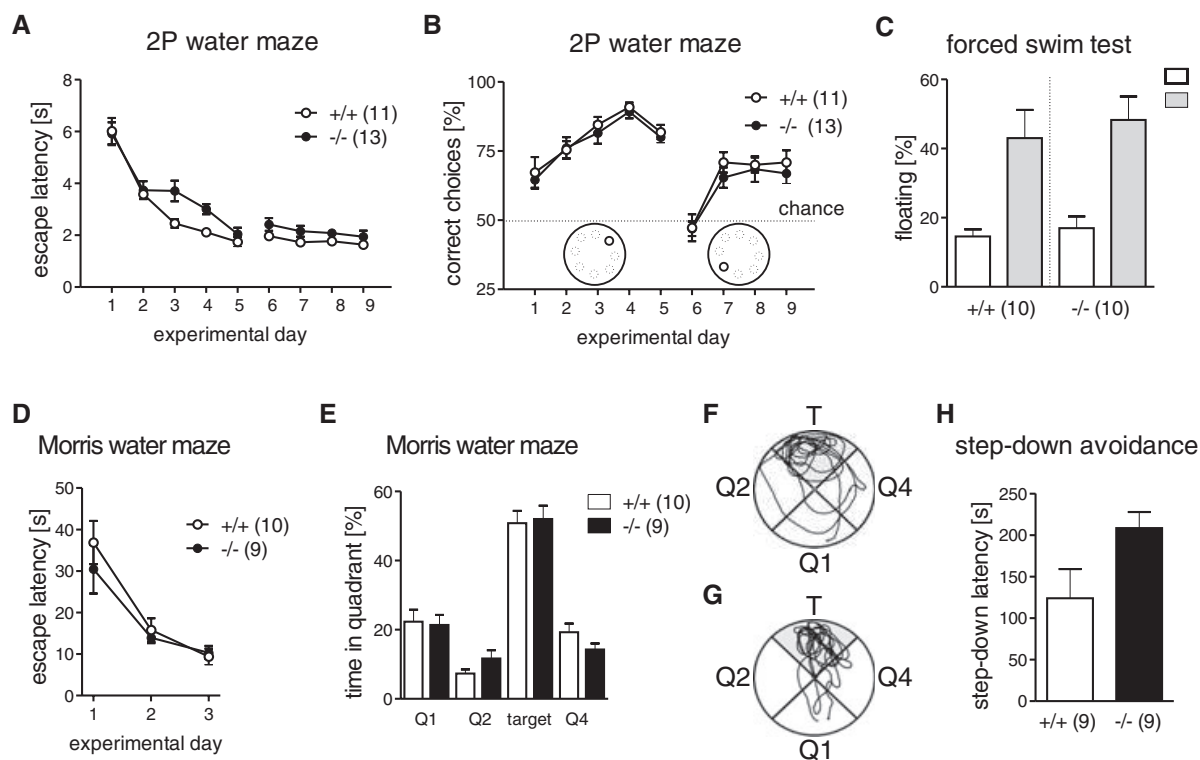 A
2P water maze
escape latency [s]
8
6
4
2
0
+/+ (11)
-/- (13)
1 2 3 4 5 6 7 8 9
experimental day
B
2P water maze
correct choices [%]
100
75
50
25
+/+ (11)
-/- (13)
chance
1 2 3 4 5 6 7 8 9
experimental day
C
forced swim test
floating [%]
60
40
20
0
+/+ (10) -/- (10)
D
Morris water maze
escape latency [s]
50
40
30
20
10
0
+/+ (10)
-/- (9)
1 2 3
experimental day
E
Morris water maze
time in quadrant [%]
60
40
20
0
+/+ (10)
-/- (9)
Q1 Q2 target Q4
F
T
Q2 Q4
Q1
G
T
Q2 Q4
Q1
H
step-down avoidance
step-down latency [s]
250
200
150
100
50
0
+/+ (9) -/- (9)